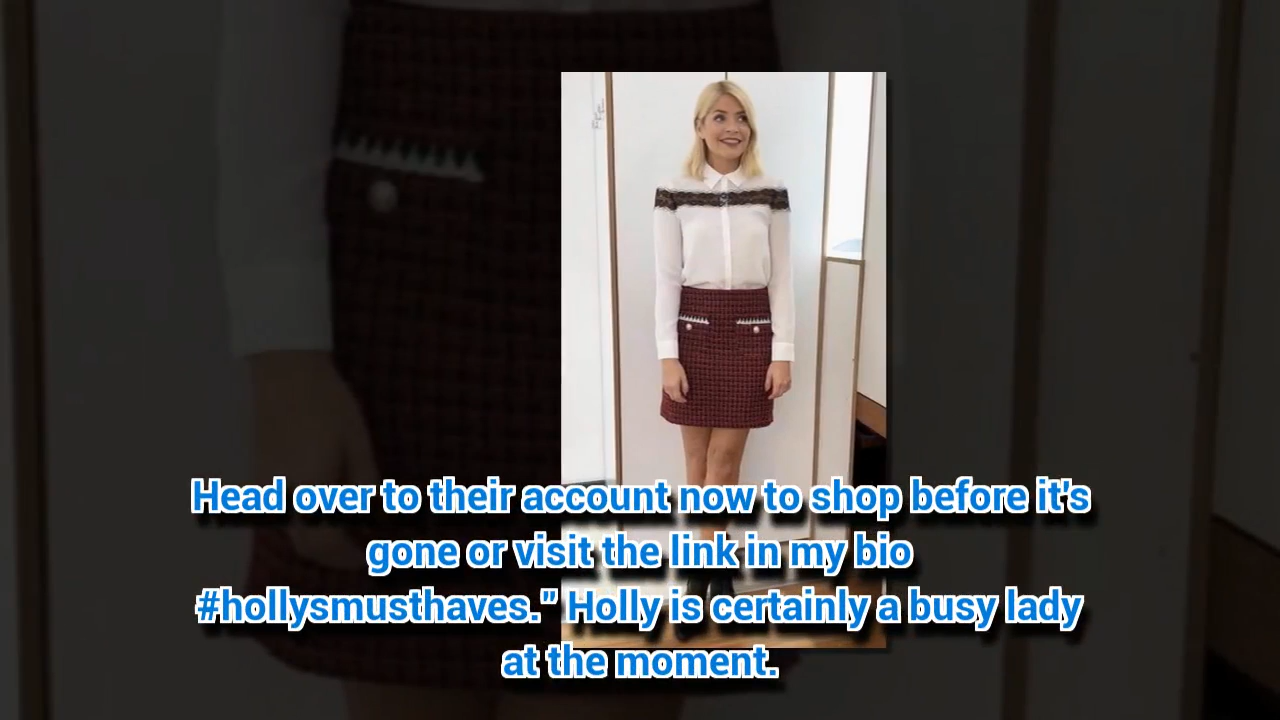 Head over to their account now to shop before it's
gone or visit the link in my bio
#hollysmusthaves." Holly is certainly a busy lady
at the moment.